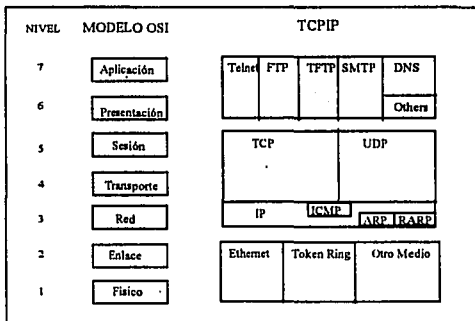 NIVEL MODELO OSI TCPIP
7 Aplicación Telnet FTP TFTP SMTP DNS
6 Presentación Others
5 Sesión TCP UDP
4 Transporte
3 Red IP ICMP ARP RARP
2 Enlace Ethernet Token Ring Otro Medio
1 Fisico